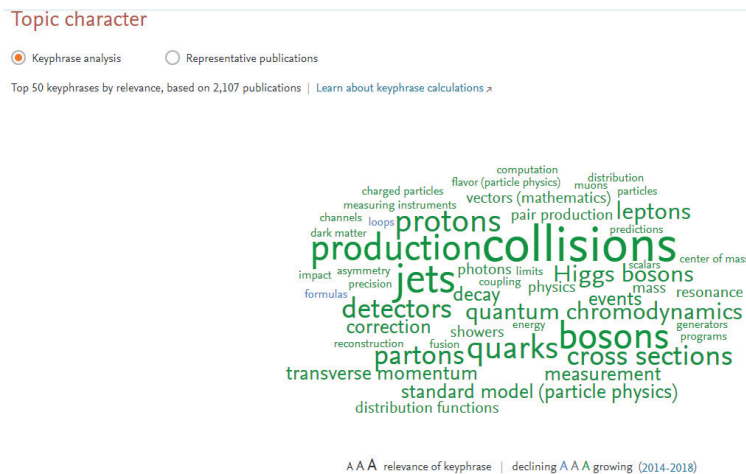 Topic character
Keyphrase analysis Representative publications
Top 50 keyphrases by relevance, based on 2,107 publications | Learn about keyphrase calculations ↗
computation
flavor (particle physics) distribution
muons
charged particles vectors (mathematics) particles
measuring instruments
channels loops protons pair production leptons
dark matter predictions
production collisions
center of mass
impact asymmetry jets photons limits Higgs bosons scalars
precision coupling physics mass resonance
formulas decay events
detectors quantum chromodynamics
correction showers energy bosons generators
reconstruction fusion quarks programs
partons cross sections
transverse momentum measurement
standard model (particle physics)
distribution functions
A A A relevance of keyphrase | declining A A A growing (2014-2018)